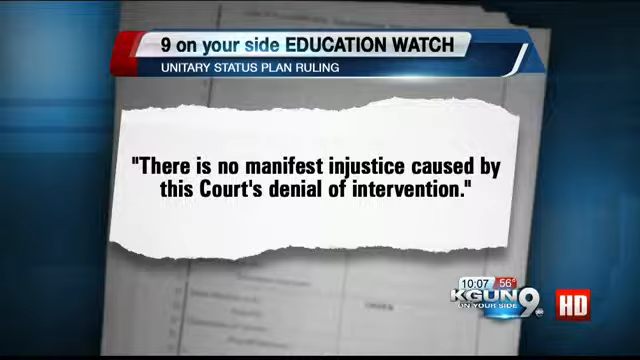 9 on your side EDUCATION WATCH
UNITARY STATUS PLAN RULING
"There is no manifest injustice caused by
this Court's denial of intervention."
10:07 56°
KGUN 9
ON YOUR SIDE
HD